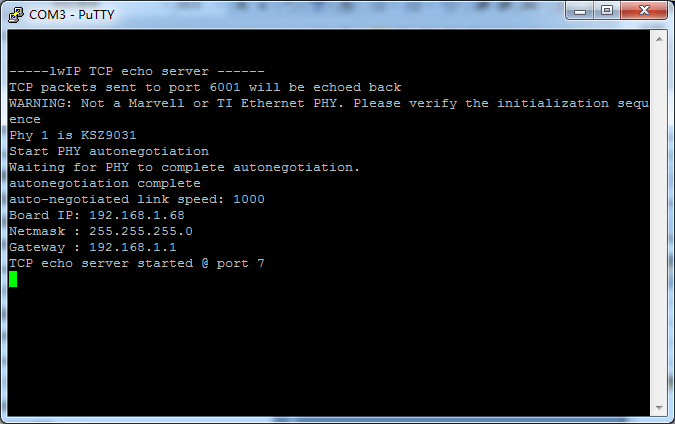 COM3 - PuTTY
-----lwIP TCP echo server ------
TCP packets sent to port 6001 will be echoed back
WARNING: Not a Marvell or TI Ethernet PHY. Please verify the initialization sequ
ence
Phy 1 is KSZ9031
Start PHY autonegotiation
Waiting for PHY to complete autonegotiation.
autonegotiation complete
auto-negotiated link speed: 1000
Board IP: 192.168.1.68
Netmask : 255.255.255.0
Gateway : 192.168.1.1
TCP echo server started @ port 7